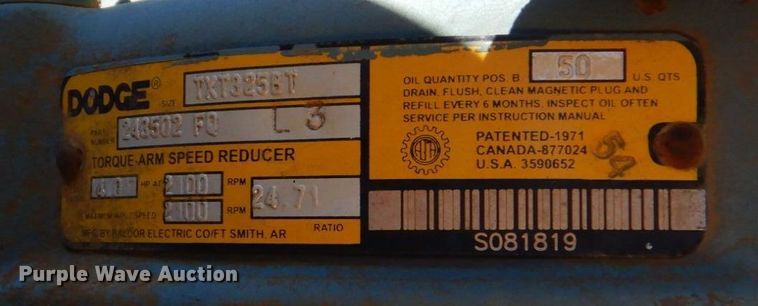 DODGE®
SIZE TXT325BT
PART NUMBER 248502 FQ L 3
TORQUE-ARM SPEED REDUCER
HP AT 2100 RPM
24.71
MAXIMUM INPUT SPEED 2100 RPM
RATIO
MFG BY BALDOR ELECTRIC CO/FT SMITH, AR
OIL QUANTITY POS. B 50 U.S. QTS
DRAIN, FLUSH, CLEAN MAGNETIC PLUG AND
REFILL EVERY 6 MONTHS. INSPECT OIL OFTEN
SERVICE PER INSTRUCTION MANUAL
PATENTED-1971
CANADA-877024
U.S.A. 3590652
54
S081819
Purple Wave Auction